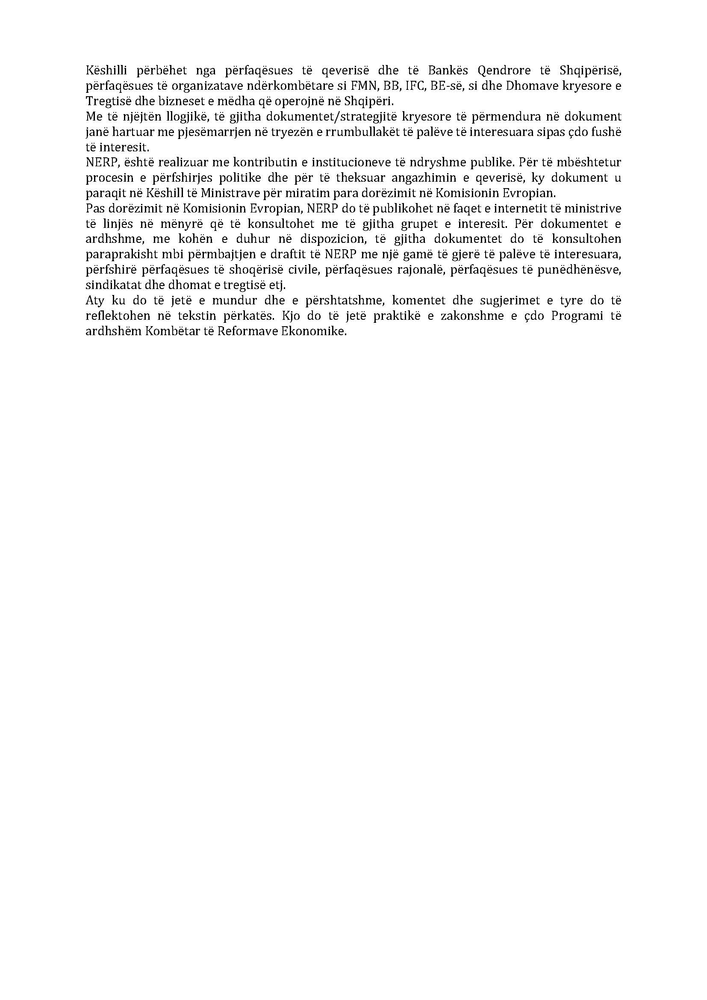 Këshilli përbëhet nga përfaqësues të qeverisë dhe të Bankës Qendrore të Shqipërisë,
përfaqësues të organizatave ndërkombëtare si FMN, BB, IFC, BE-së, si dhe Dhomave kryesore e
Tregtisë dhe bizneset e mëdha që operojnë në Shqipëri.
Me të njëjtën llogjikë, të gjitha dokumentet/strategjitë kryesore të përmendura në dokument
janë hartuar me pjesëmarrjen në tryezën e rrumbullakët të palëve të interesuara sipas çdo fushë
të interesit.
NERP, është realizuar me kontributin e institucioneve të ndryshme publike. Për të mbështetur
procesin e përfshirjes politike dhe për të theksuar angazhimin e qeverisë, ky dokument u
paraqit në Këshill të Ministrave për miratim para dorëzimit në Komisionin Evropian.
Pas dorëzimit në Komisionin Evropian, NERP do të publikohet në faqet e internetit të ministrive
të linjës në mënyrë që të konsultohet me të gjitha grupet e interesit. Për dokumentet e
ardhshme, me kohën e duhur në dispozicion, të gjitha dokumentet do të konsultohen
paraprakisht mbi përmbajtjen e draftit të NERP me një gamë të gjerë të palëve të interesuara,
përfshirë përfaqësues të shoqërisë civile, përfaqësues rajonalë, përfaqësues të punëdhënësve,
sindikatat dhe dhomat e tregtisë etj.
Aty ku do të jetë e mundur dhe e përshtatshme, komentet dhe sugjerimet e tyre do të
reflektohen në tekstin përkatës. Kjo do të jetë praktikë e zakonshme e çdo Programi të
ardhshëm Kombëtar të Reformave Ekonomike.